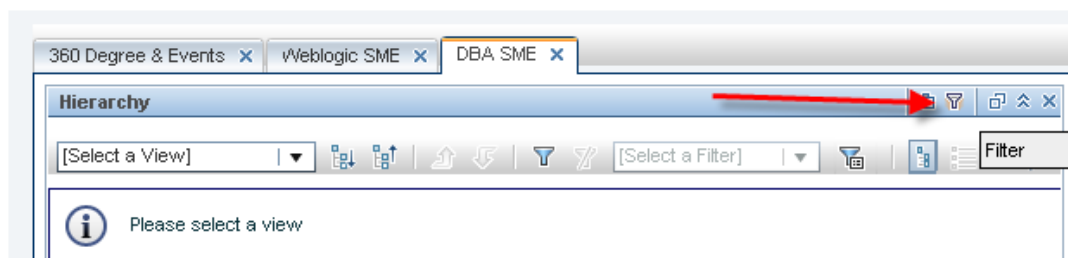 360 Degree & Events
Weblogic SME
DBA SME
Hierarchy
[Select a View]
[Select a Filter]
Filter
Please select a view